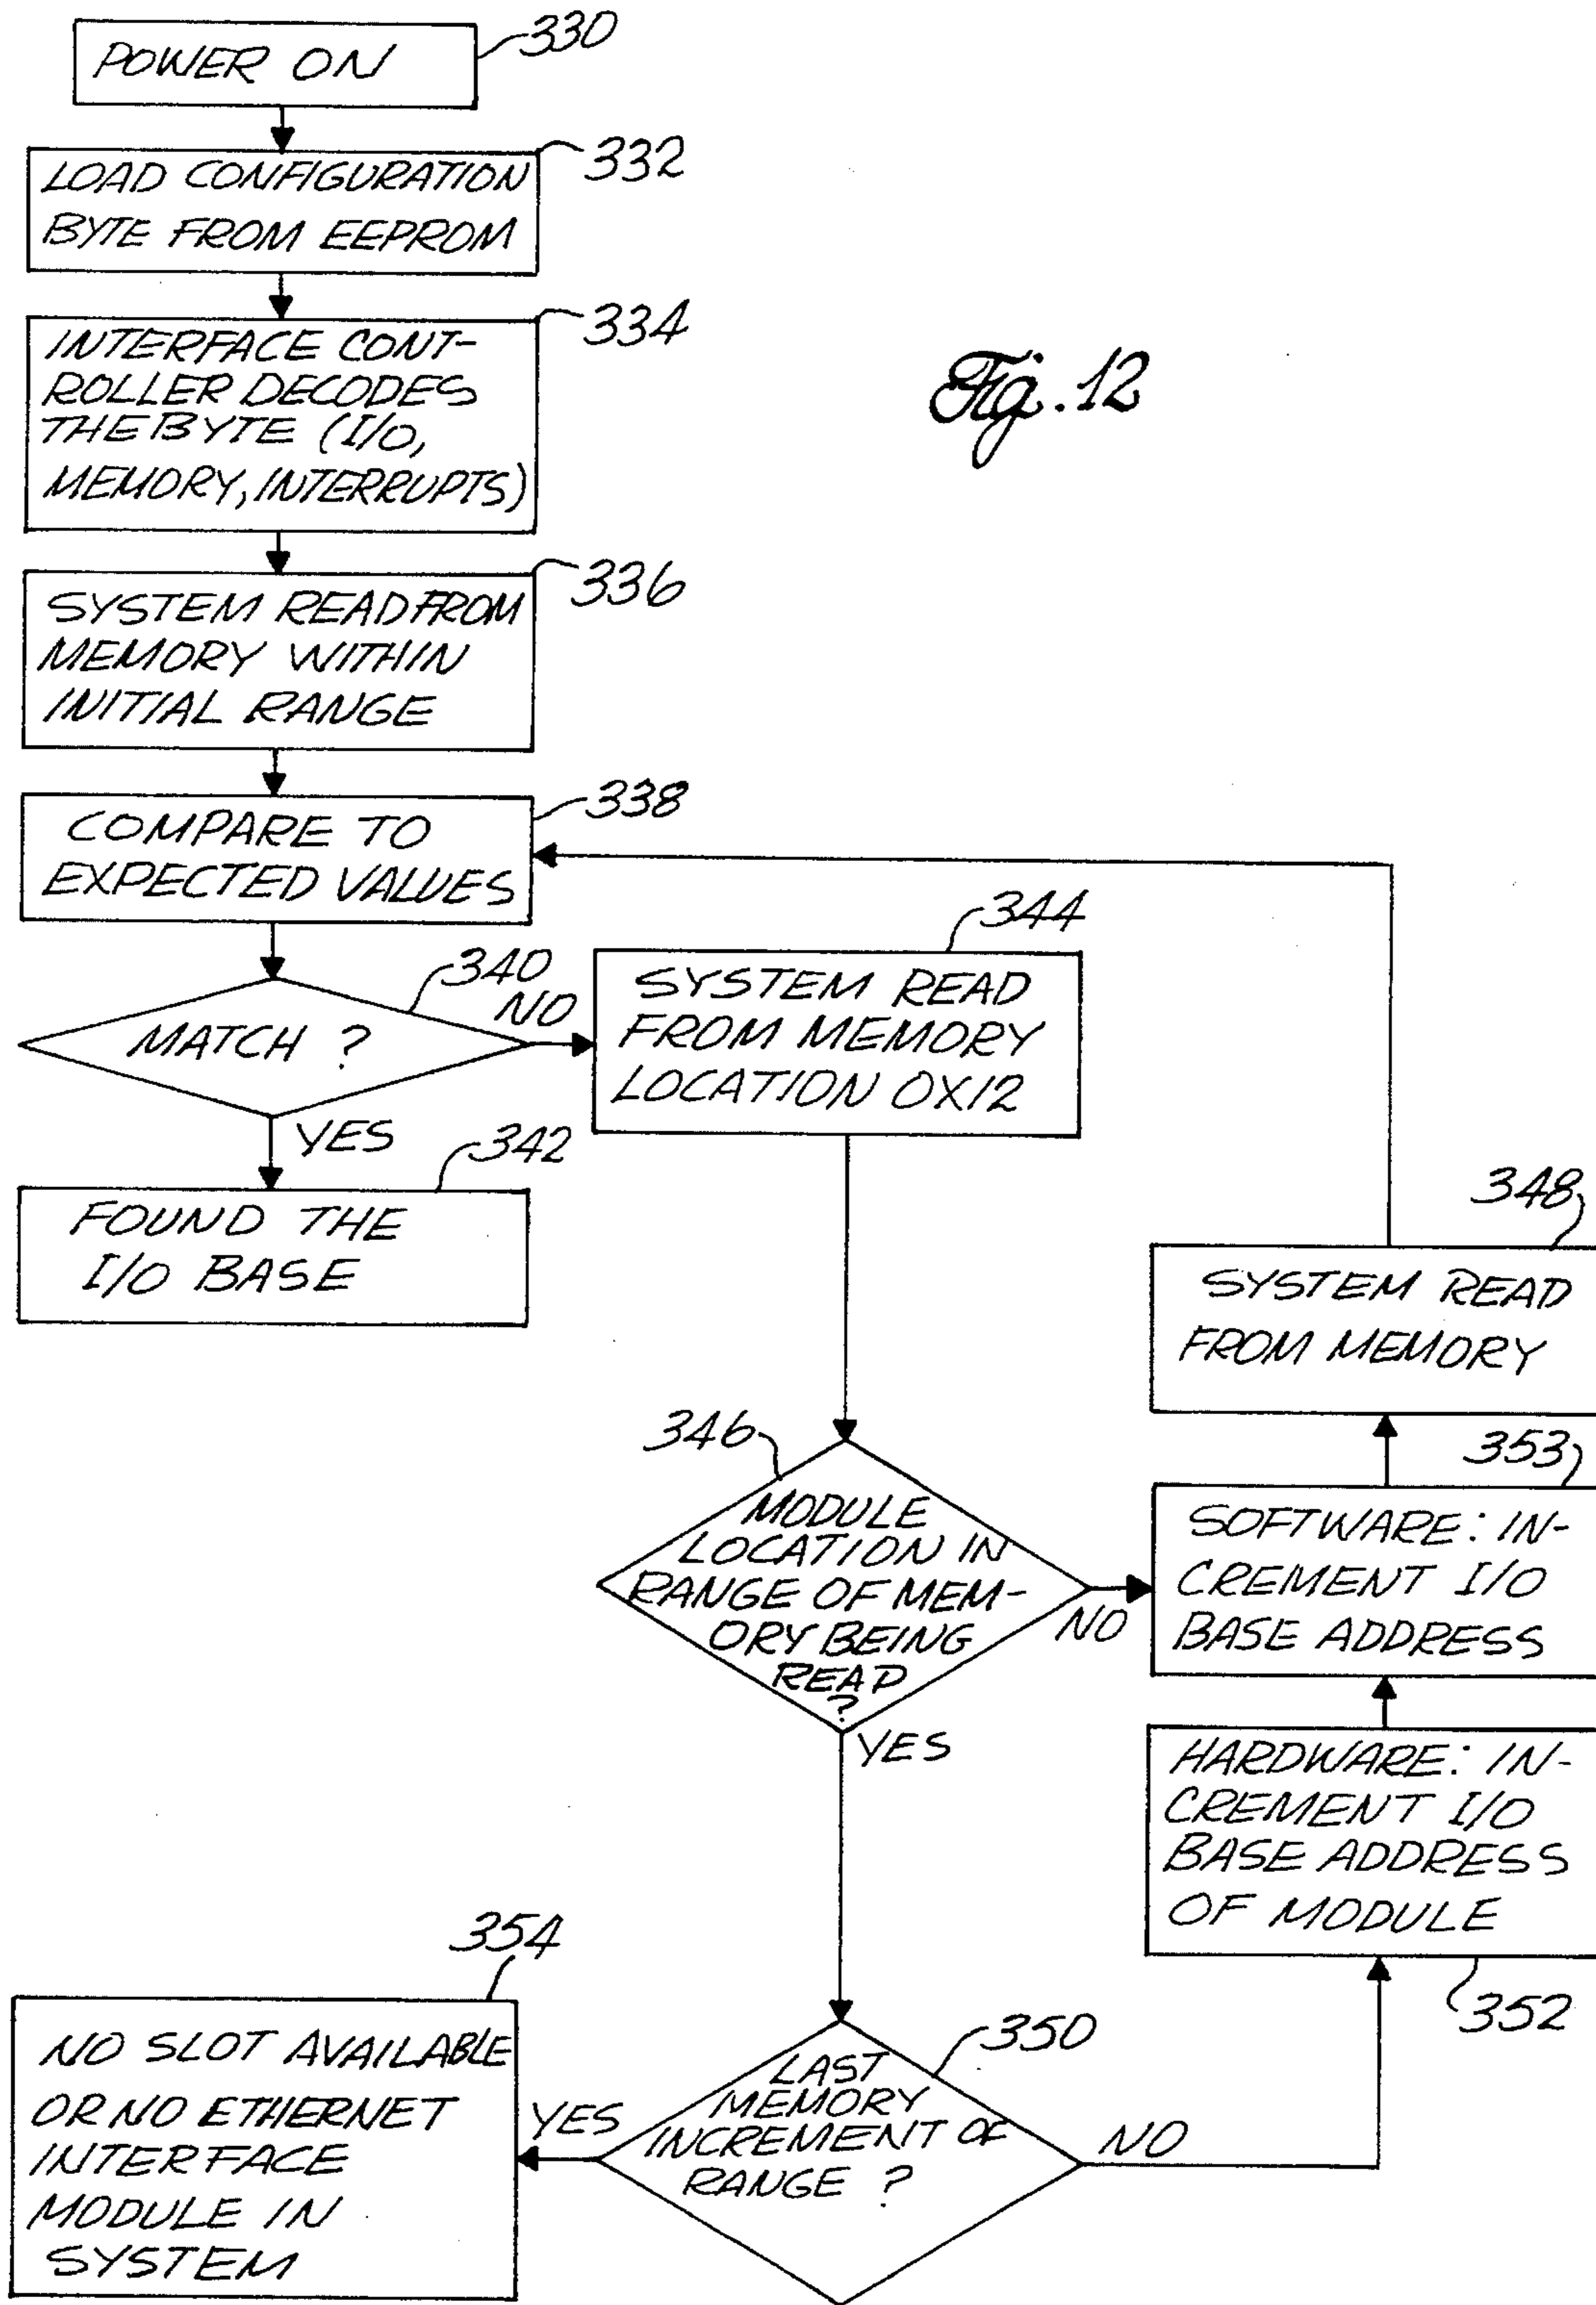 POWER ON
330
LOAD CONFIGURATION
BYTE FROM EEPROM
332
INTERFACE CONT-
ROLLER DECODES
THE BYTE (I/O,
MEMORY, INTERRUPTS)
334
Fig. 12
SYSTEM READ FROM
MEMORY WITHIN
INITIAL RANGE
336
COMPARE TO
EXPECTED VALUES
338
MATCH ?
340
NO
YES
344
SYSTEM READ
FROM MEMORY
LOCATION 0X12
342
FOUND THE
I/O BASE
348
SYSTEM READ
FROM MEMORY
346
MODULE
LOCATION IN
RANGE OF MEM-
ORY BEING
READ
?
NO
YES
353
SOFTWARE: IN-
CREMENT I/O
BASE ADDRESS
HARDWARE: IN-
CREMENT I/O
BASE ADDRESS
OF MODULE
352
350
LAST
MEMORY
INCREMENT OF
RANGE ?
YES
NO
354
NO SLOT AVAILABLE
OR NO ETHERNET
INTERFACE
MODULE IN
SYSTEM